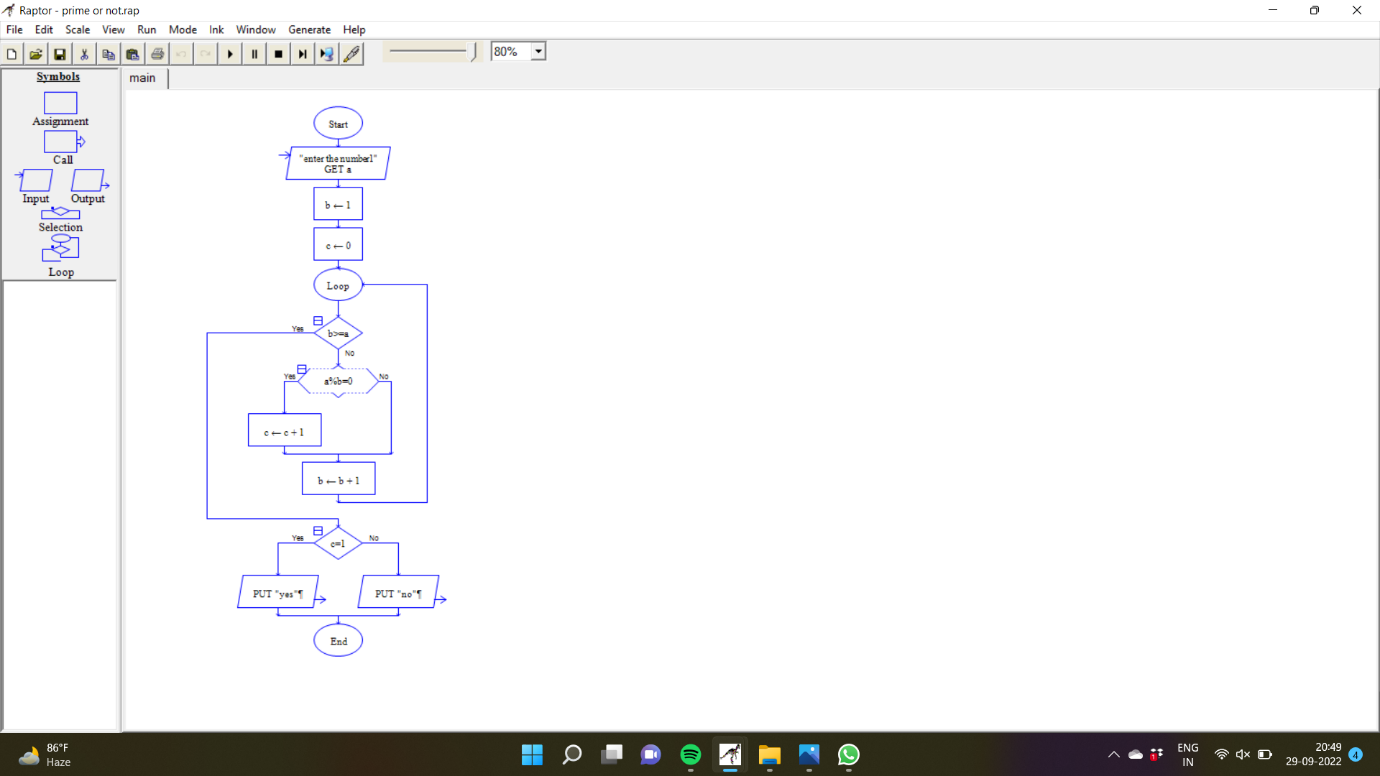 Raptor - prime or not.rap
File Edit Scale View Run Mode Ink Window Generate Help
80%
Symbols
main
Assignment
Call
Input Output
Selection
Loop
Start
"enter the number1"
GET a
b ← 1
c ← 0
Loop
Yes
b>=a
No
Yes
a%b=0
No
c ← c + 1
b ← b + 1
Yes
c=1
No
PUT "yes"¶
PUT "no"¶
End
86°F
Haze
1
ENG
IN
20:49
29-09-2022
4